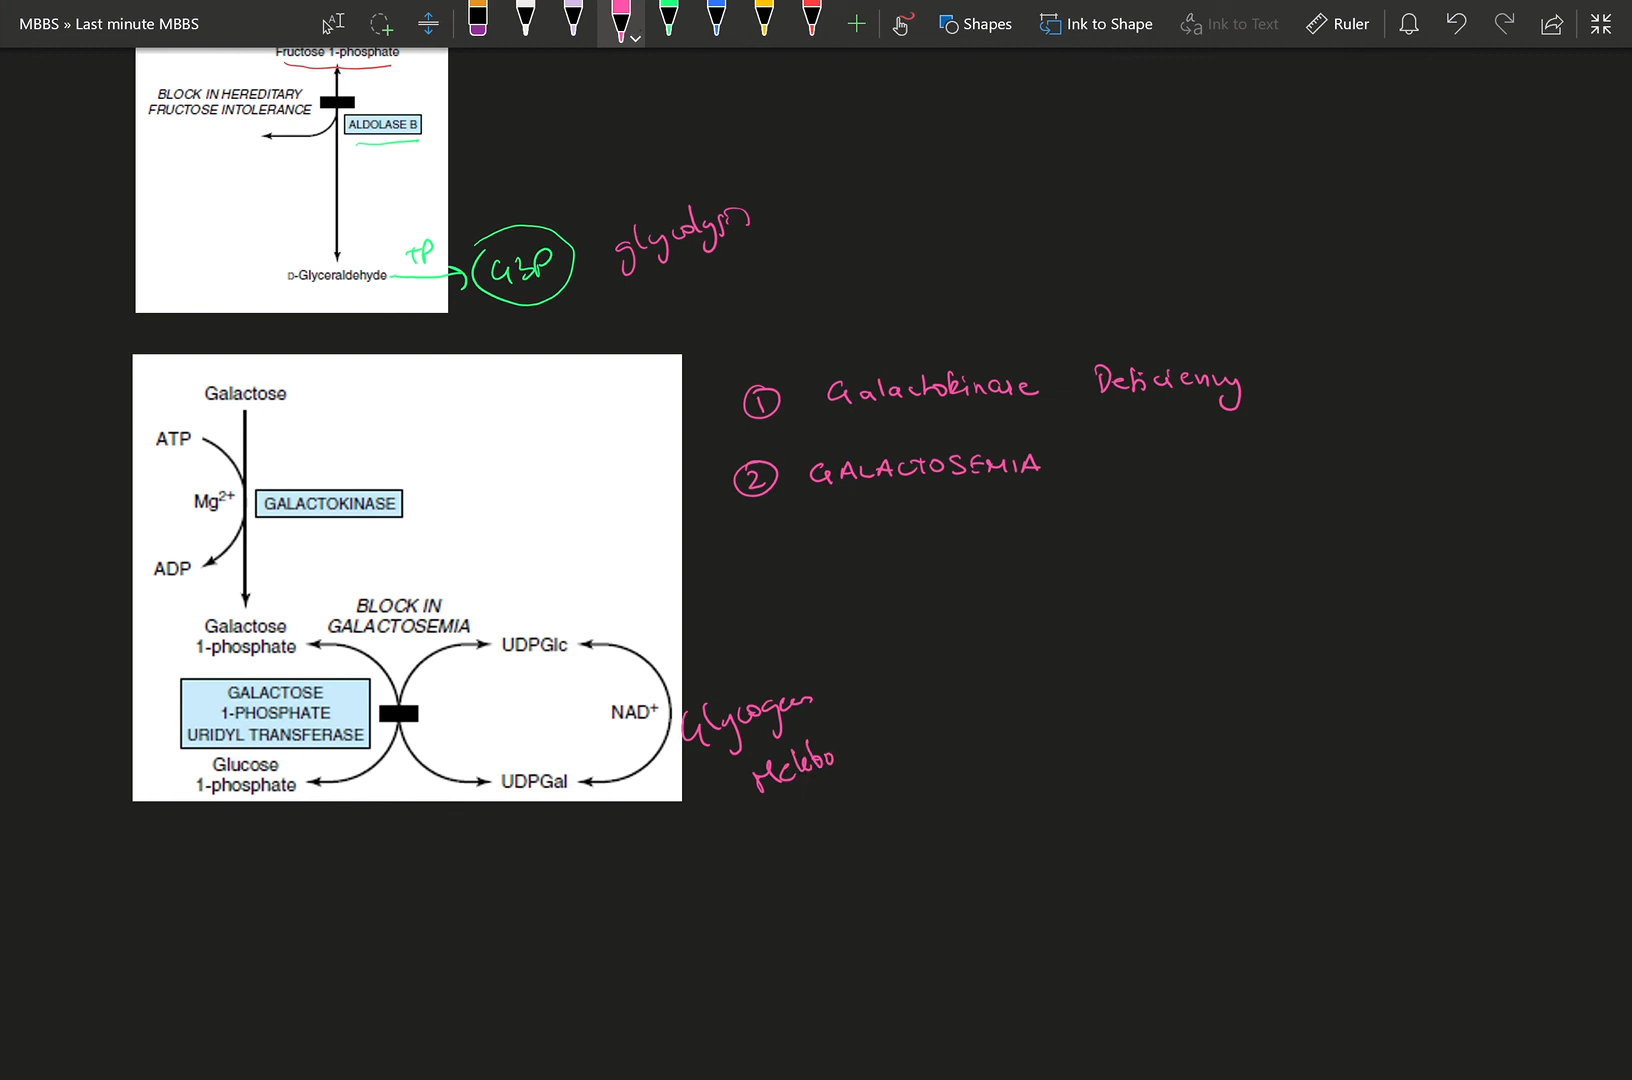 MBBS » Last minute MBBS
Shapes
Ink to Shape
Ink to Text
Ruler
Fructose 1-phosphate
BLOCK IN HEREDITARY
FRUCTOSE INTOLERANCE
ALDOLASE B
D-Glyceraldehyde
TP
G3P
glycolysis
Galactose
ATP
Mg2+
GALACTOKINASE
ADP
Galactose
1-phosphate
BLOCK IN
GALACTOSEMIA
UDPGlc
GALACTOSE
1-PHOSPHATE
URIDYL TRANSFERASE
NAD+
Glucose
1-phosphate
UDPGal
① Galactokinase Deficiency
② GALACTOSEMIA
Glycogen
Metabo